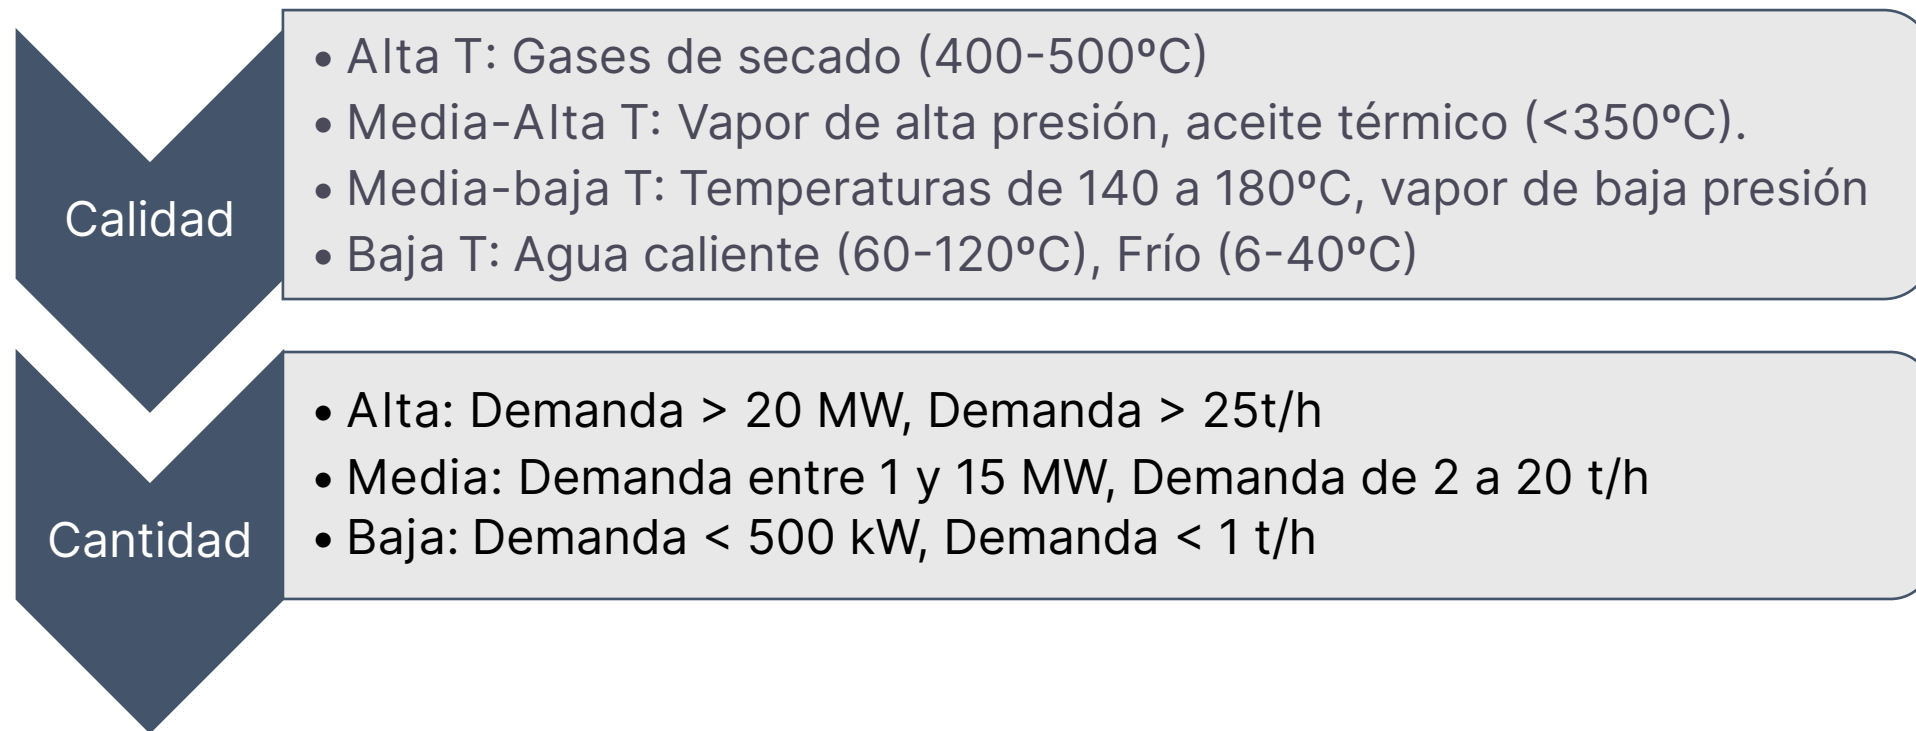 Calidad
• Alta T: Gases de secado (400-500ºC)
• Media-Alta T: Vapor de alta presión, aceite térmico (<350ºC).
• Media-baja T: Temperaturas de 140 a 180ºC, vapor de baja presión
• Baja T: Agua caliente (60-120ºC), Frío (6-40ºC)
Cantidad
• Alta: Demanda > 20 MW, Demanda > 25t/h
• Media: Demanda entre 1 y 15 MW, Demanda de 2 a 20 t/h
• Baja: Demanda < 500 kW, Demanda < 1 t/h